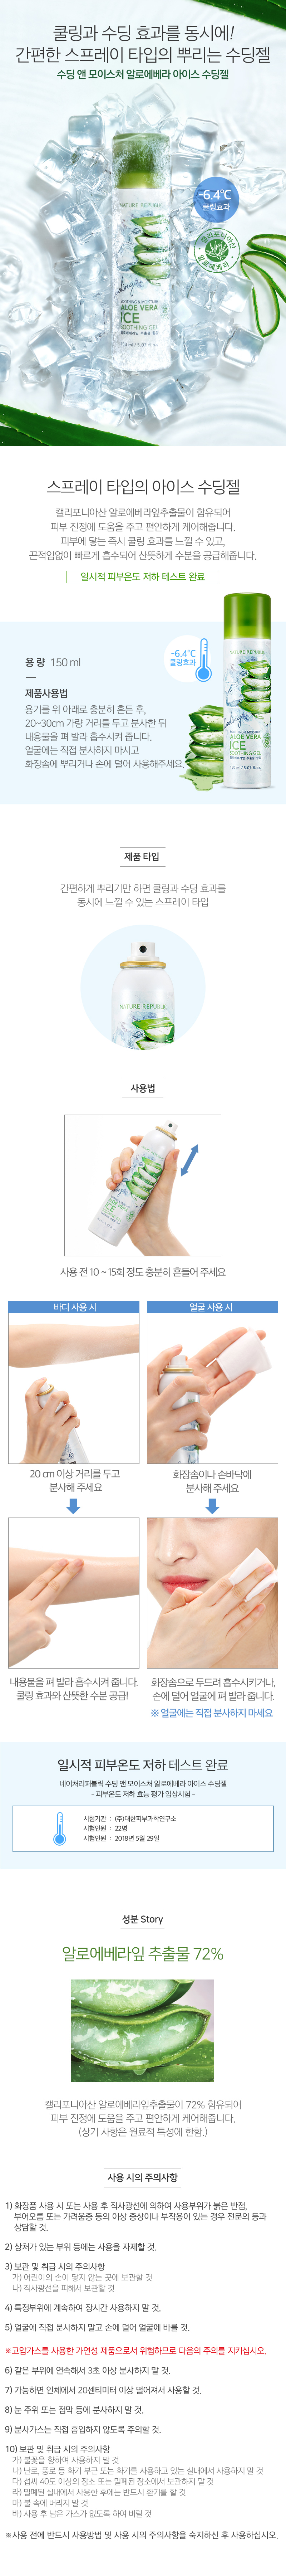 쿨링과 수딩 효과를 동시에!
간편한 스프레이 타입의 뿌리는 수딩젤
수딩 앤 모이스처 알로에베라 아이스 수딩젤
-6.4℃
쿨링효과
캘리포니아산
알로에베라
NATURE REPUBLIC
SOOTHING & MOISTURE
ALOE VERA
ICE
SOOTHING GEL
스프레이 타입의 아이스 수딩젤
캘리포니아산 알로에베라잎추출물이 함유되어
피부 진정에 도움을 주고 편안하게 케어해줍니다.
피부에 닿는 즉시 쿨링 효과를 느낄 수 있고,
끈적임없이 빠르게 흡수되어 산뜻하게 수분을 공급해줍니다.
일시적 피부온도 저하 테스트 완료
용량 150 ml
제품사용법
용기를 위 아래로 충분히 흔든 후,
20~30cm 가량 거리를 두고 분사한 뒤
내용물을 펴 발라 흡수시켜 줍니다.
얼굴에는 직접 분사하지 마시고
화장솜에 뿌리거나 손에 덜어 사용해주세요.
-6.4℃
쿨링효과
NATURE REPUBLIC
SOOTHING & MOISTURE
ALOE VERA
ICE
SOOTHING GEL
제품 타입
간편하게 뿌리기만 하면 쿨링과 수딩 효과를
동시에 느낄 수 있는 스프레이 타입
NATURE REPUBLIC
사용법
사용 전 10 ~ 15회 정도 충분히 흔들어 주세요
바디 사용 시
얼굴 사용 시
20 cm 이상 거리를 두고
분사해 주세요
화장솜이나 손바닥에
분사해 주세요
내용물을 펴 발라 흡수시켜 줍니다.
쿨링 효과와 산뜻한 수분 공급!
화장솜으로 두드려 흡수시키거나,
손에 덜어 얼굴에 펴 발라 줍니다.
※ 얼굴에는 직접 분사하지 마세요
일시적 피부온도 저하 테스트 완료
네이처리퍼블릭 수딩 앤 모이스처 알로에베라 아이스 수딩젤
- 피부온도 저하 효능 평가 임상시험 -
시험기관 : (주)대한피부과학연구소
시험인원 : 22명
시험인원 : 2018년 5월 29일
성분 Story
알로에베라잎 추출물 72%
캘리포니아산 알로에베라잎추출물이 72% 함유되어
피부 진정에 도움을 주고 편안하게 케어해줍니다.
(상기 사항은 원료적 특성에 한함.)
사용 시의 주의사항
1) 화장품 사용 시 또는 사용 후 직사광선에 의하여 사용부위가 붉은 반점,
부어오름 또는 가려움증 등의 이상 증상이나 부작용이 있는 경우 전문의 등과
상담할 것.
2) 상처가 있는 부위 등에는 사용을 자제할 것.
3) 보관 및 취급 시의 주의사항
가) 어린이의 손이 닿지 않는 곳에 보관할 것
나) 직사광선을 피해서 보관할 것
4) 특정부위에 계속하여 장시간 사용하지 말 것.
5) 얼굴에 직접 분사하지 말고 손에 덜어 얼굴에 바를 것.
※고압가스를 사용한 가연성 제품으로서 위험하므로 다음의 주의를 지키십시오.
6) 같은 부위에 연속해서 3초 이상 분사하지 말 것.
7) 가능하면 인체에서 20센티미터 이상 떨어져서 사용할 것.
8) 눈 주위 또는 점막 등에 분사하지 말 것.
9) 분사가스는 직접 흡입하지 않도록 주의할 것.
10) 보관 및 취급 시의 주의사항
가) 불꽃을 향하여 사용하지 말 것
나) 난로, 풍로 등 화기 부근 또는 화기를 사용하고 있는 실내에서 사용하지 말 것
다) 섭씨 40도 이상의 장소 또는 밀폐된 장소에서 보관하지 말 것
라) 밀폐된 실내에서 사용한 후에는 반드시 환기를 할 것
마) 불 속에 버리지 말 것
바) 사용 후 남은 가스가 없도록 하여 버릴 것
※사용 전에 반드시 사용방법 및 사용 시의 주의사항을 숙지하신 후 사용하십시오.